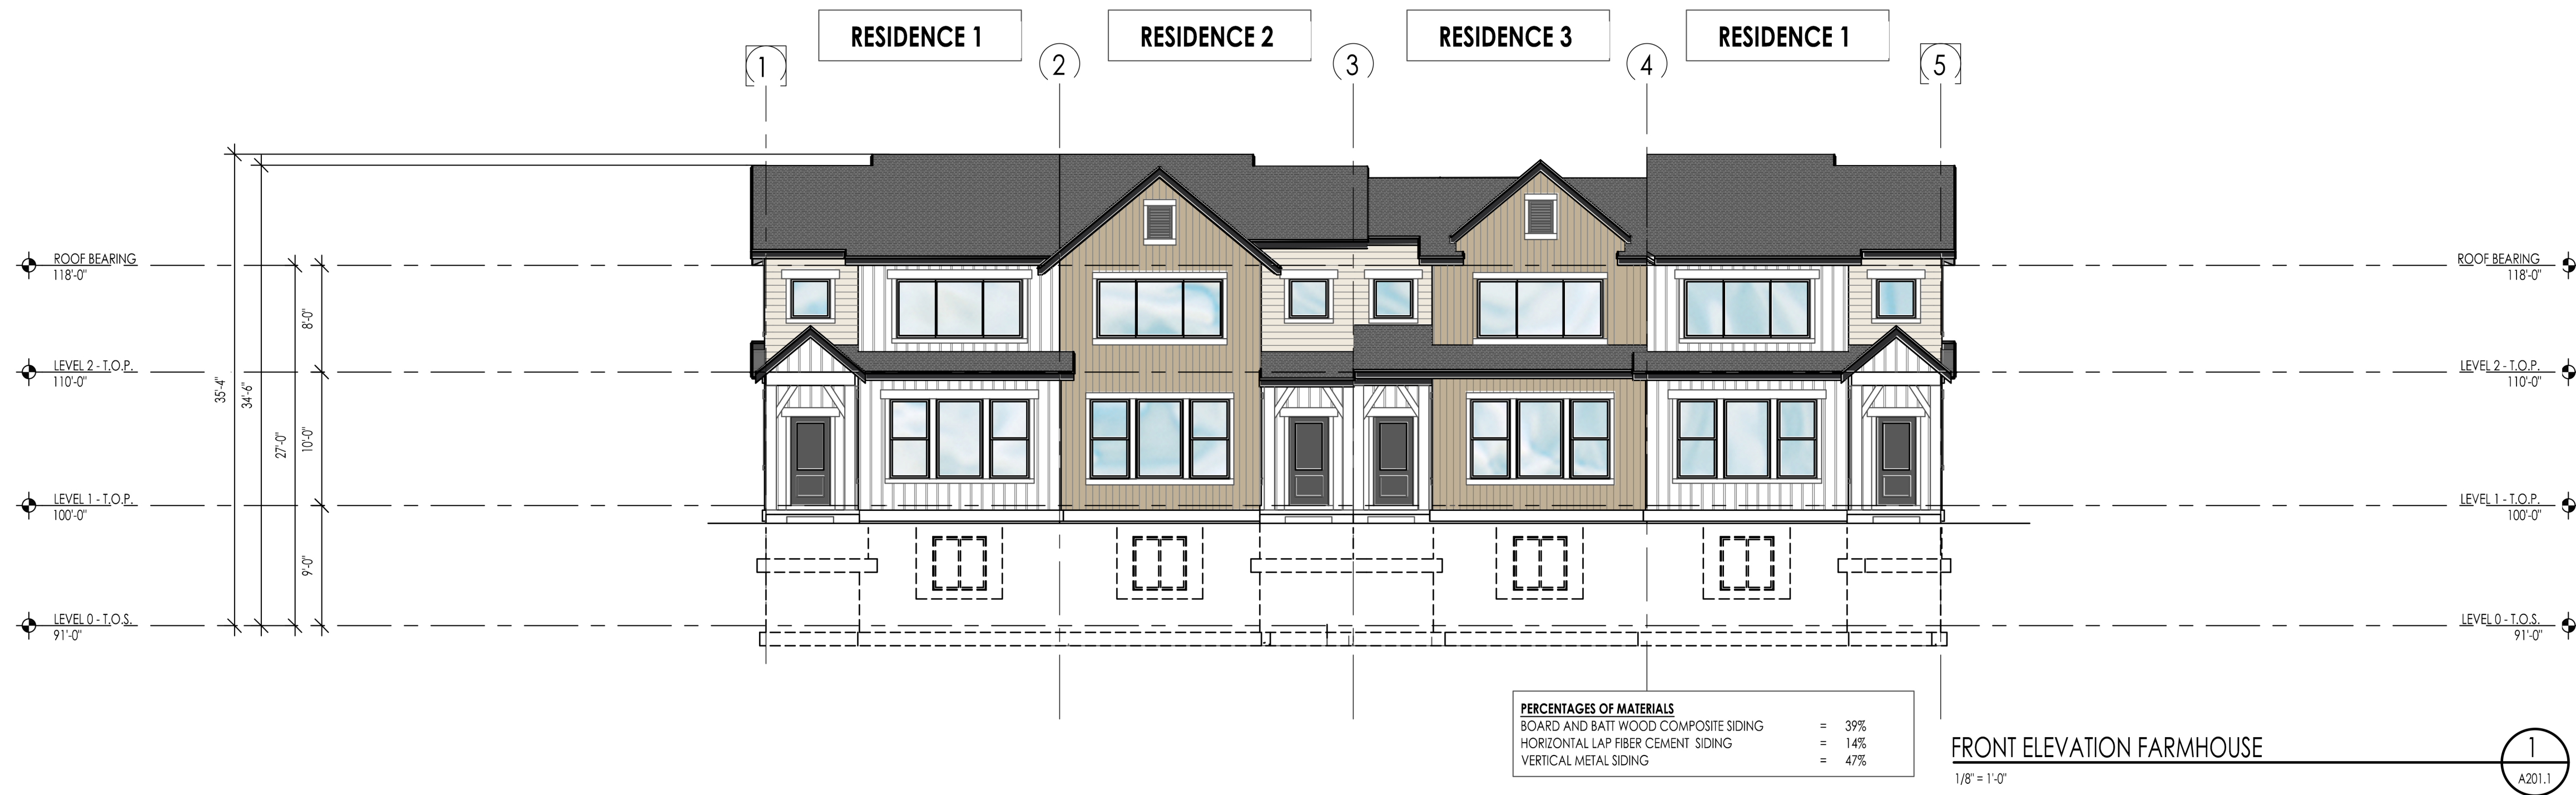 RESIDENCE 1
RESIDENCE 2
RESIDENCE 3
RESIDENCE 1
1
2
3
4
5
ROOF BEARING
118'-0"
ROOF BEARING
118'-0"
8'-0"
LEVEL 2 - T.O.P.
110'-0"
LEVEL 2 - T.O.P.
110'-0"
35'-4"
34'-6"
27'-0"
10'-0"
LEVEL 1 - T.O.P.
100'-0"
LEVEL 1 - T.O.P.
100'-0"
9'-0"
LEVEL 0 - T.O.S.
91'-0"
LEVEL 0 - T.O.S.
91'-0"
PERCENTAGES OF MATERIALS
BOARD AND BATT WOOD COMPOSITE SIDING = 39%
HORIZONTAL LAP FIBER CEMENT SIDING = 14%
VERTICAL METAL SIDING = 47%
FRONT ELEVATION FARMHOUSE
1/8" = 1'-0"
1
A201.1